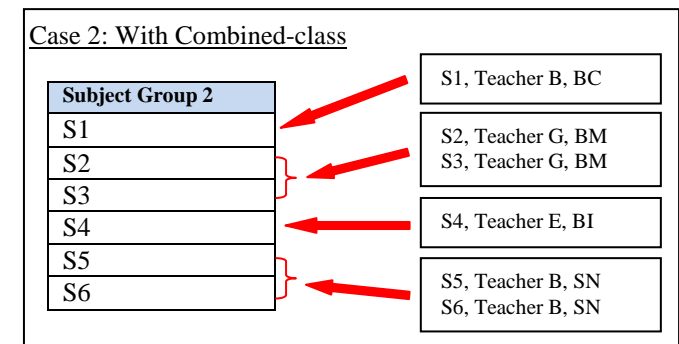 Case 2: With Combined-class
Subject Group 2
S1
S2
S3
S4
S5
S6
S1, Teacher B, BC
S2, Teacher G, BM
S3, Teacher G, BM
S4, Teacher E, BI
S5, Teacher B, SN
S6, Teacher B, SN